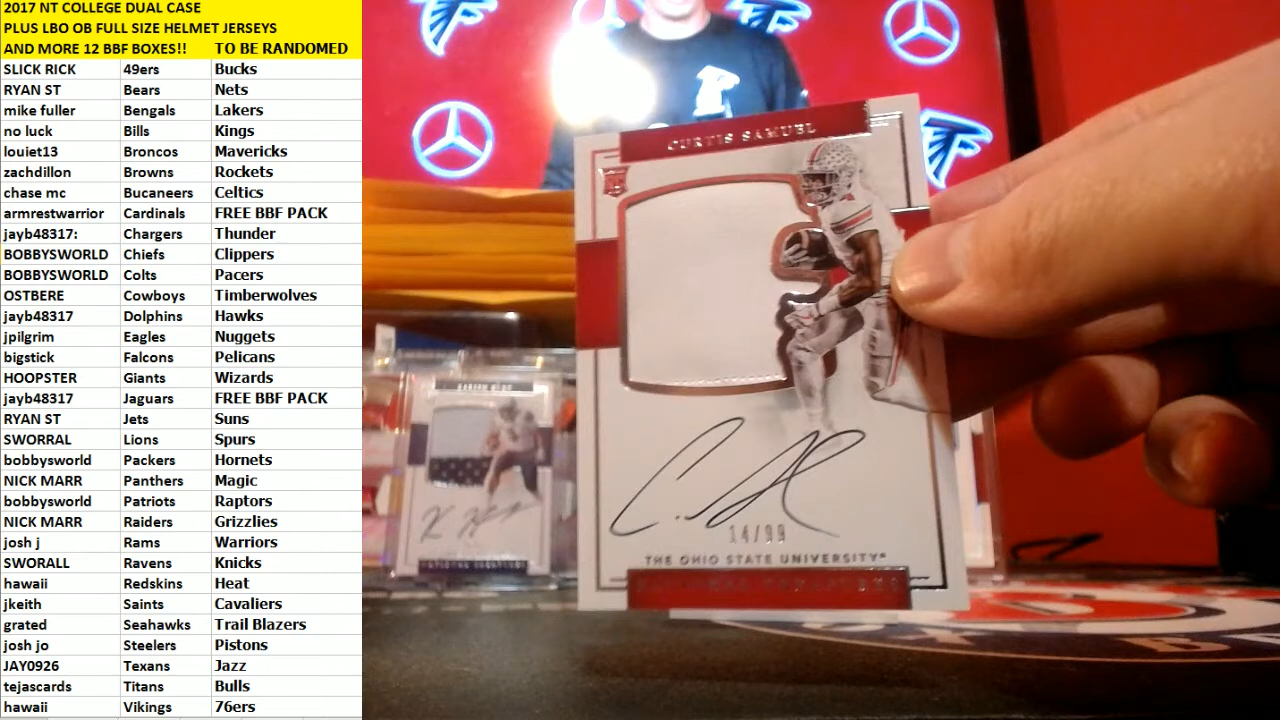 2017 NT COLLEGE DUAL CASE
PLUS LBO OB FULL SIZE HELMET JERSEYS
AND MORE 12 BBF BOXES!! TO BE RANDOMED
SLICK RICK 49ers Bucks
RYAN ST Bears Nets
mike fuller Bengals Lakers
no luck Bills Kings
louiet13 Broncos Mavericks
zachdillon Browns Rockets
chase mc Bucaneers Celtics
armrestwarrior Cardinals FREE BBF PACK
jayb48317: Chargers Thunder
BOBBYSWORLD Chiefs Clippers
BOBBYSWORLD Colts Pacers
OSTBERE Cowboys Timberwolves
jayb48317 Dolphins Hawks
jpilgrim Eagles Nuggets
bigstick Falcons Pelicans
HOOPSTER Giants Wizards
jayb48317 Jaguars FREE BBF PACK
RYAN ST Jets Suns
SWORRAL Lions Spurs
bobbysworld Packers Hornets
NICK MARR Panthers Magic
bobbysworld Patriots Raptors
NICK MARR Raiders Grizzlies
josh j Rams Warriors
SWORALL Ravens Knicks
hawaii Redskins Heat
jkeith Saints Cavaliers
grated Seahawks Trail Blazers
josh jo Steelers Pistons
JAY0926 Texans Jazz
tejascards Titans Bulls
hawaii Vikings 76ers
CURTIS SAMUEL
14/99
THE OHIO STATE UNIVERSITY